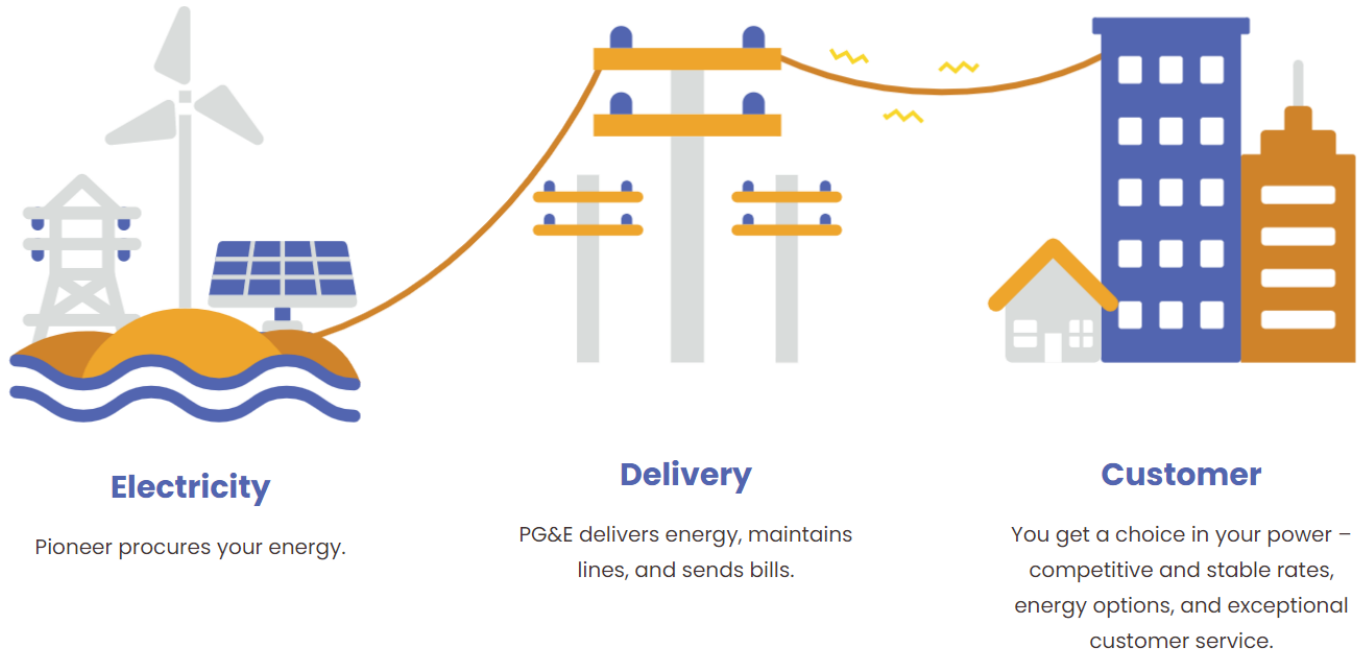 Electricity
Pioneer procures your energy.
Delivery
PG&E delivers energy, maintains
lines, and sends bills.
Customer
You get a choice in your power –
competitive and stable rates,
energy options, and exceptional
customer service.